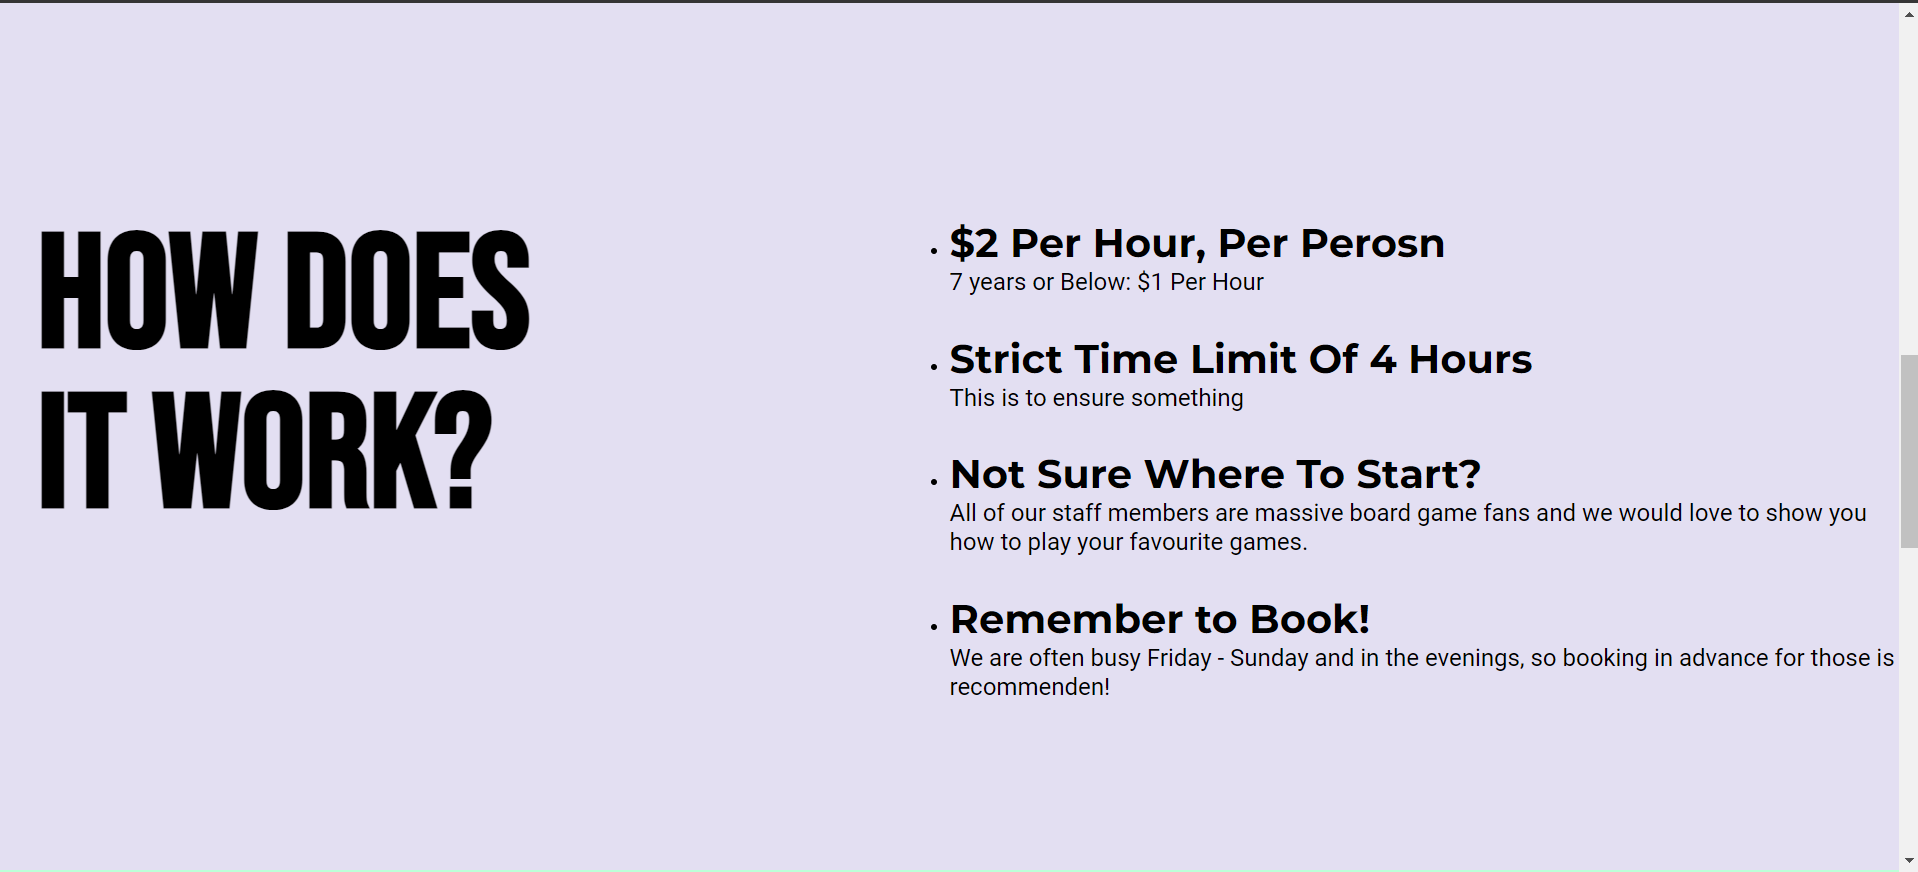 HOW DOES
IT WORK?
$2 Per Hour, Per Perosn
7 years or Below: $1 Per Hour
Strict Time Limit Of 4 Hours
This is to ensure something
Not Sure Where To Start?
All of our staff members are massive board game fans and we would love to show you
how to play your favourite games.
Remember to Book!
We are often busy Friday - Sunday and in the evenings, so booking in advance for those is
recommenden!